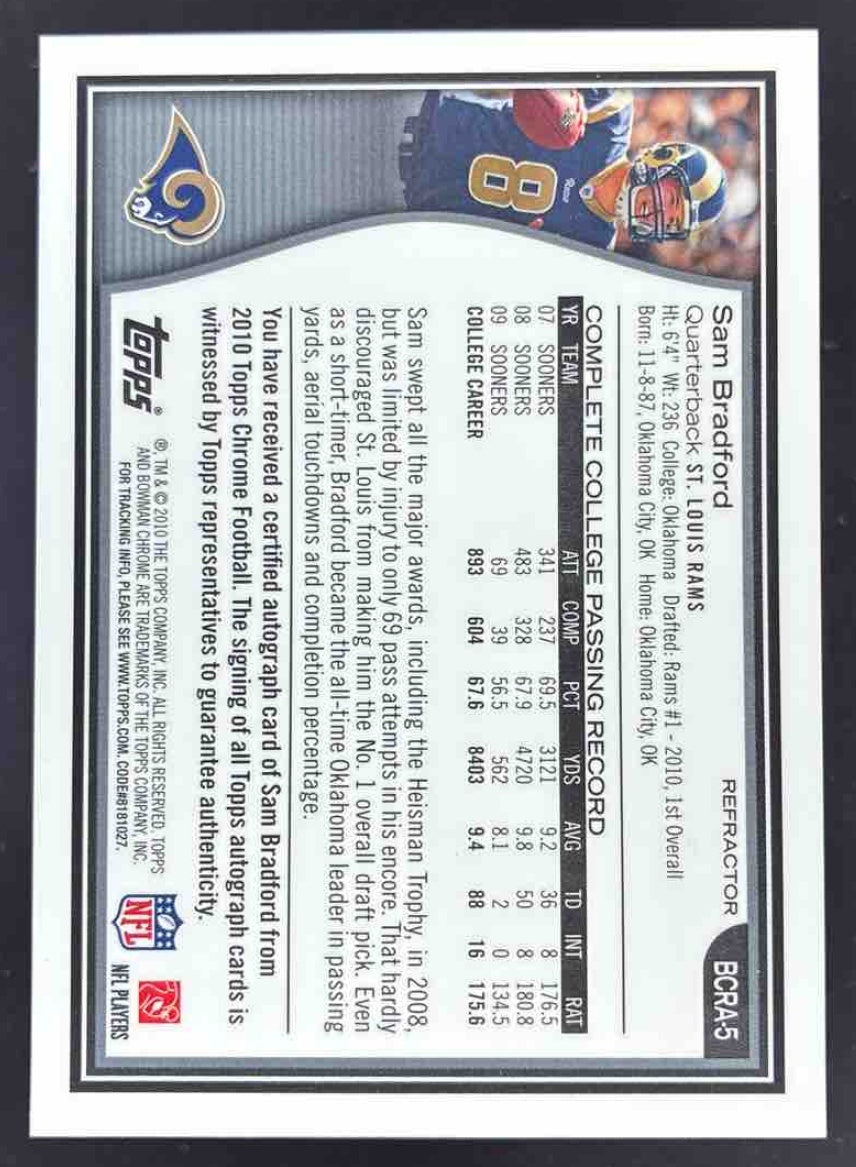 REFRACTOR
BCRA-5
Sam Bradford
Quarterback ST. LOUIS RAMS
Ht: 6'4" Wt: 236 College: Oklahoma Drafted: Rams #1 - 2010, 1st Overall
Born: 11-8-87, Oklahoma City, OK Home: Oklahoma City, OK
COMPLETE COLLEGE PASSING RECORD
YR TEAM ATT COMP PCT YDS AVG TD INT RAT
07 SOONERS 341 237 69.5 3121 9.2 36 8 176.5
08 SOONERS 483 328 67.9 4720 9.8 50 8 180.8
09 SOONERS 69 39 56.5 562 8.1 2 0 134.5
COLLEGE CAREER 893 604 67.6 8403 9.4 88 16 175.6
Sam swept all the major awards, including the Heisman Trophy, in 2008,
but was limited by injury to only 69 pass attempts in his encore. That hardly
discouraged St. Louis from making him the No. 1 overall draft pick. Even
as a short-timer, Bradford became the all-time Oklahoma leader in passing
yards, aerial touchdowns and completion percentage.
You have received a certified autograph card of Sam Bradford from
2010 Topps Chrome Football. The signing of all Topps autograph cards is
witnessed by Topps representatives to guarantee authenticity.
topps®
®, TM & © 2010 THE TOPPS COMPANY, INC. ALL RIGHTS RESERVED. TOPPS
AND BOWMAN CHROME ARE TRADEMARKS OF THE TOPPS COMPANY, INC.
FOR TRACKING INFO, PLEASE SEE WWW.TOPPS.COM. CODE#8181027.
NFL
NFL PLAYERS
Rams
8